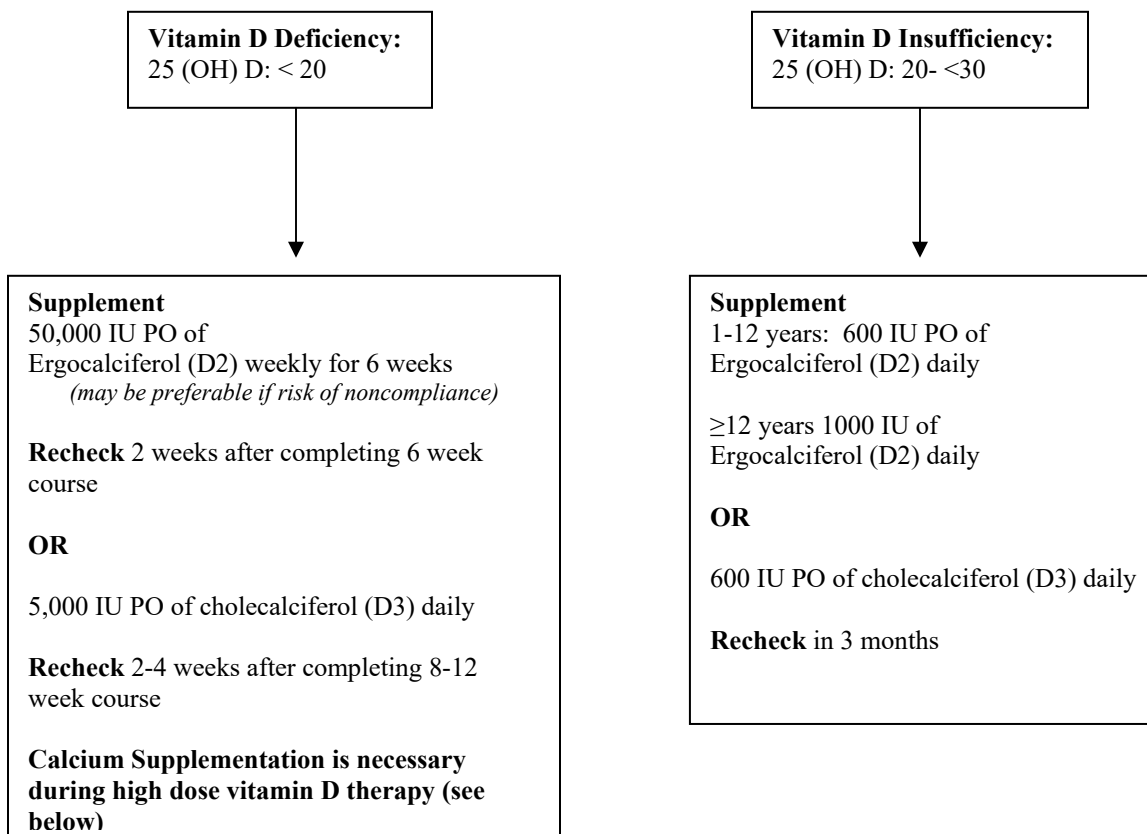 Vitamin D Deficiency:
25 (OH) D: < 20
Vitamin D Insufficiency:
25 (OH) D: 20- <30
Supplement
50,000 IU PO of
Ergocalciferol (D2) weekly for 6 weeks
(may be preferable if risk of noncompliance)
Recheck 2 weeks after completing 6 week
course
OR
5,000 IU PO of cholecalciferol (D3) daily
Recheck 2-4 weeks after completing 8-12
week course
Calcium Supplementation is necessary
during high dose vitamin D therapy (see
below)
Supplement
1-12 years:  600 IU PO of
Ergocalciferol (D2) daily
≥12 years 1000 IU of
Ergocalciferol (D2) daily
OR
600 IU PO of cholecalciferol (D3) daily
Recheck in 3 months